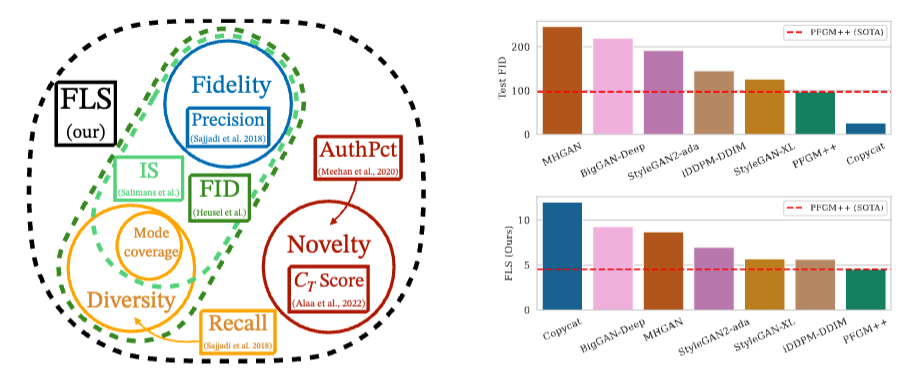 FLS
(our)
Fidelity
Precision
(Sajjadi et al. 2018)
AuthPct
(Meehan et al., 2020)
IS
(Salimans et al.)
FID
(Heusel et al.)
Mode
coverage
Diversity
Novelty
C_T Score
(Alaa et al., 2022)
Recall
(Sajjadi et al. 2018)
Test FID
200
100
0
PFGM++ (SOTA)
MHGAN
BigGAN-Deep
StyleGAN2-ada
iDDPM-DDIM
StyleGAN-XL
PFGM++
Copycat
FLS (Ours)
10
5
0
PFGM++ (SOTA)
Copycat
BigGAN-Deep
MHGAN
StyleGAN2-ada
StyleGAN-XL
iDDPM-DDIM
PFGM++